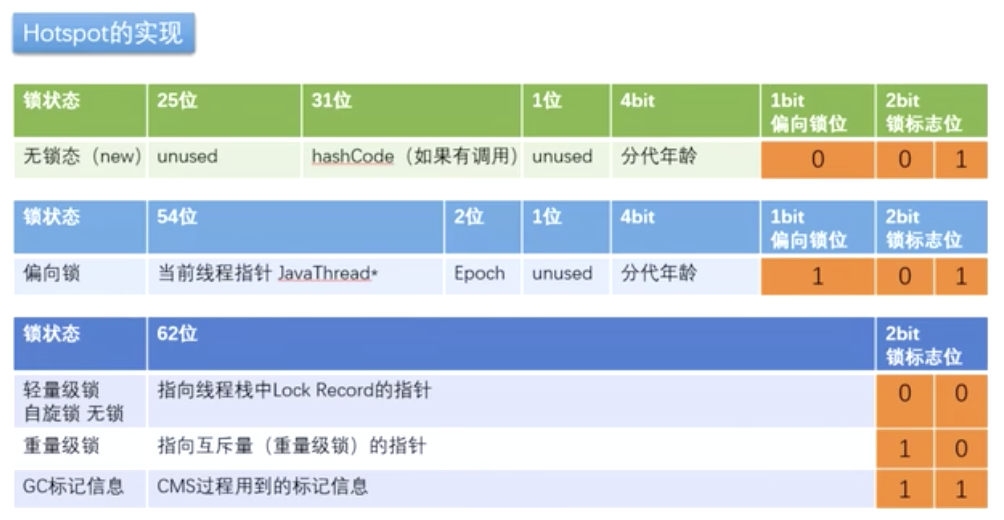 Hotspot的实现
锁状态 25位 31位 1位 4bit 1bit 2bit
偏向锁位 锁标志位
无锁态（new） unused hashCode（如果有调用） unused 分代年龄 0 0 1
锁状态 54位 2位 1位 4bit 1bit 2bit
偏向锁位 锁标志位
偏向锁 当前线程指针 JavaThread* Epoch unused 分代年龄 1 0 1
锁状态 62位 2bit
锁标志位
轻量级锁 指向线程栈中Lock Record的指针 0 0
自旋锁 无锁
重量级锁 指向互斥量（重量级锁）的指针 1 0
GC标记信息 CMS过程用到的标记信息 1 1